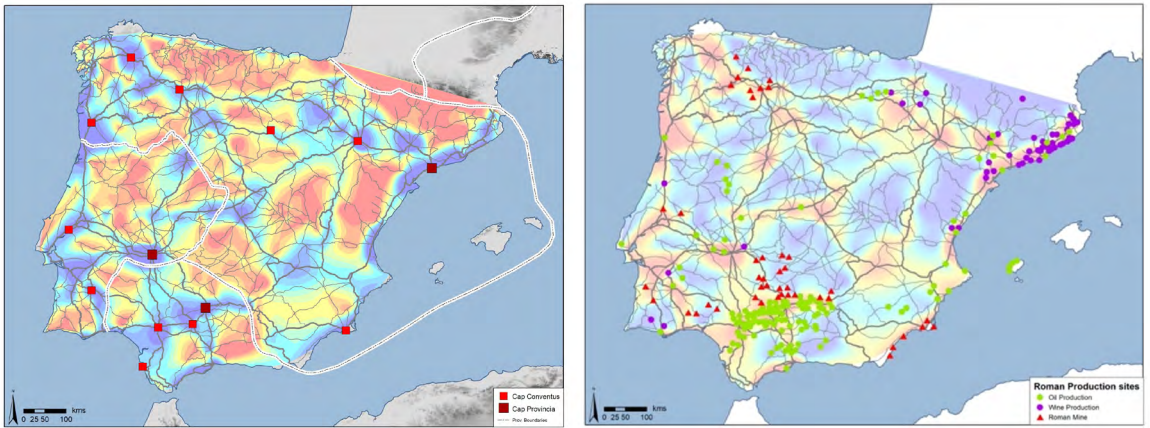 Cap Conventus
Cap Provincia
Prov Boundaries
kms
0 25 50 100
Roman Production sites
Oil Production
Wine Production
Roman Mine
kms
0 25 50 100